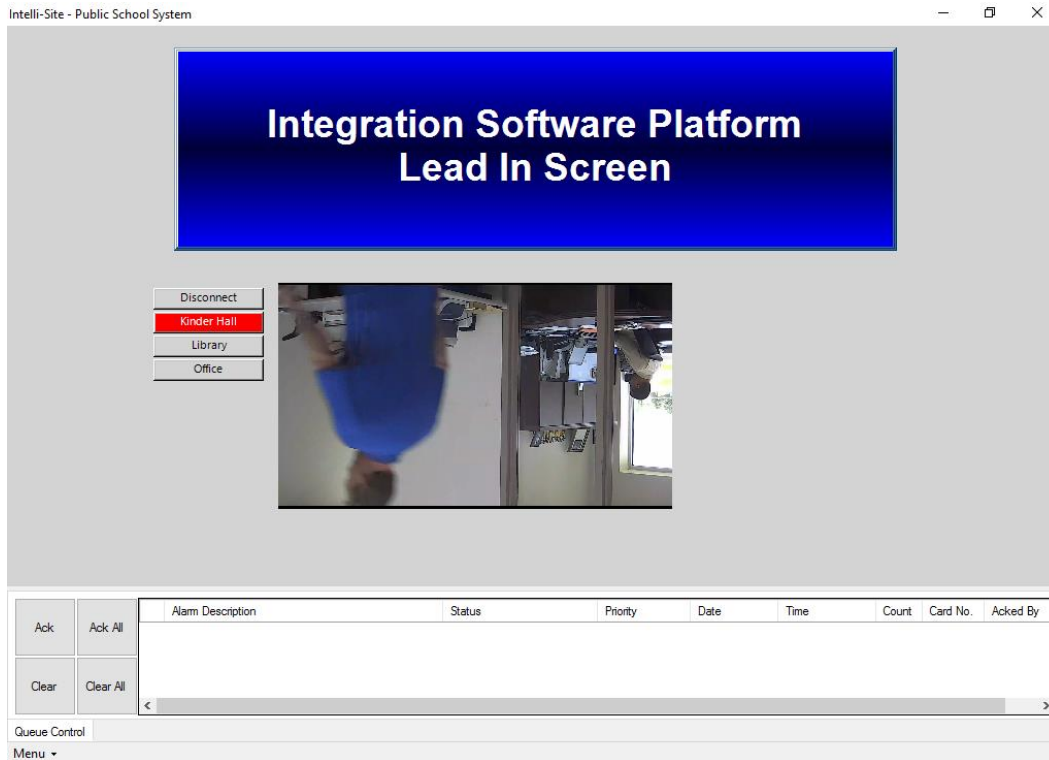 Intelli-Site - Public School System
Integration Software Platform
Lead In Screen
Disconnect
Kinder Hall
Library
Office
Ack
Ack All
Clear
Clear All
Alarm Description Status Priority Date Time Count Card No. Acked By
Queue Control
Menu